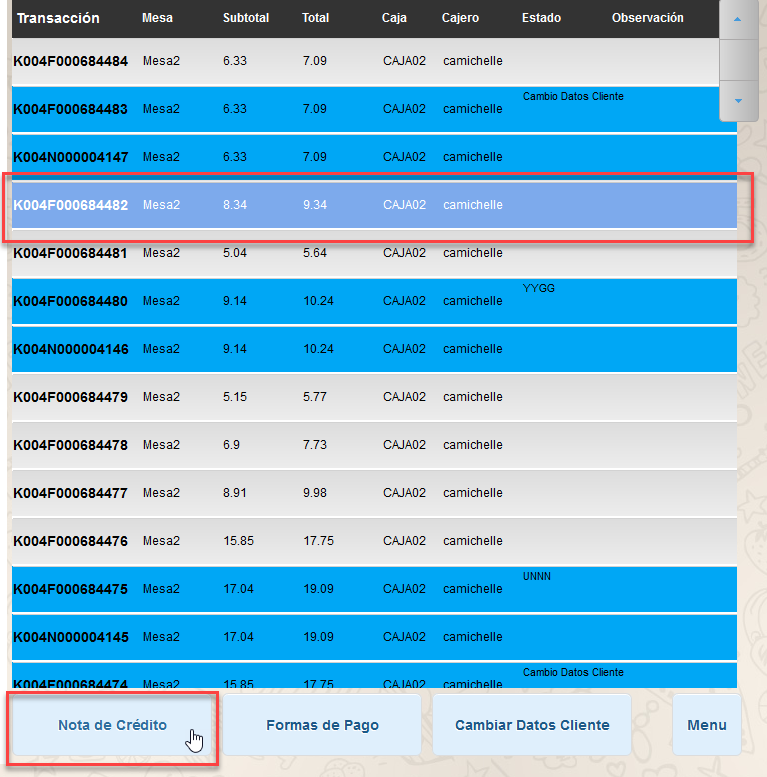 Transacción Mesa Subtotal Total Caja Cajero Estado Observación
K004F000684484 Mesa2 6.33 7.09 CAJA02 camichelle
K004F000684483 Mesa2 6.33 7.09 CAJA02 camichelle Cambio Datos Cliente
K004N000004147 Mesa2 6.33 7.09 CAJA02 camichelle
K004F000684482 Mesa2 8.34 9.34 CAJA02 camichelle
K004F000684481 Mesa2 5.04 5.64 CAJA02 camichelle
K004F000684480 Mesa2 9.14 10.24 CAJA02 camichelle YYGG
K004N000004146 Mesa2 9.14 10.24 CAJA02 camichelle
K004F000684479 Mesa2 5.15 5.77 CAJA02 camichelle
K004F000684478 Mesa2 6.9 7.73 CAJA02 camichelle
K004F000684477 Mesa2 8.91 9.98 CAJA02 camichelle
K004F000684476 Mesa2 15.85 17.75 CAJA02 camichelle
K004F000684475 Mesa2 17.04 19.09 CAJA02 camichelle UNNN
K004N000004145 Mesa2 17.04 19.09 CAJA02 camichelle
K004F000684474 Mesa2 15.85 17.75 CAJA02 camichelle Cambio Datos Cliente
Nota de Crédito Formas de Pago Cambiar Datos Cliente Menu